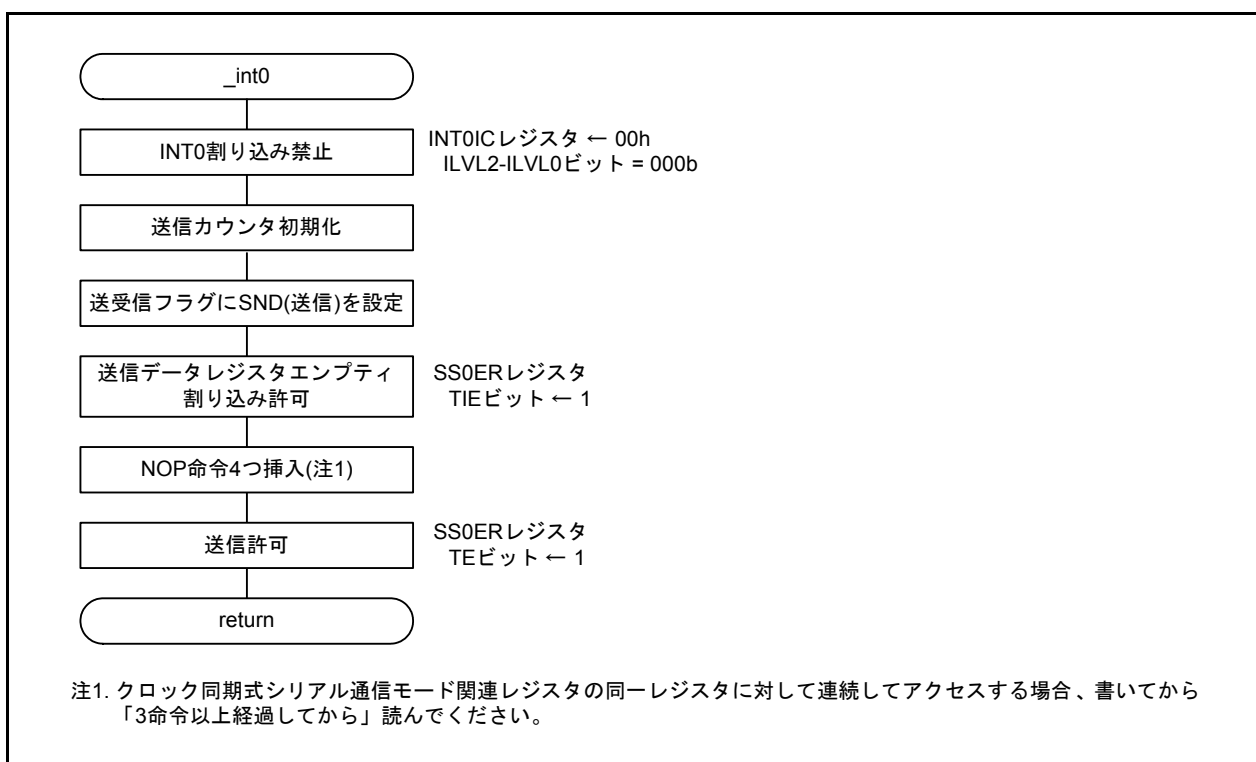 _int0
INT0割り込み禁止
INT0ICレジスタ ← 00h
ILVL2-ILVL0ビット = 000b
送信カウンタ初期化
送受信フラグにSND(送信)を設定
送信データレジスタエンプティ
割り込み許可
SS0ERレジスタ
TIEビット ← 1
NOP命令4つ挿入(注1)
送信許可
SS0ERレジスタ
TEビット ← 1
return
注1. クロック同期式シリアル通信モード関連レジスタの同一レジスタに対して連続してアクセスする場合、書いてから
「3命令以上経過してから」読んでください。